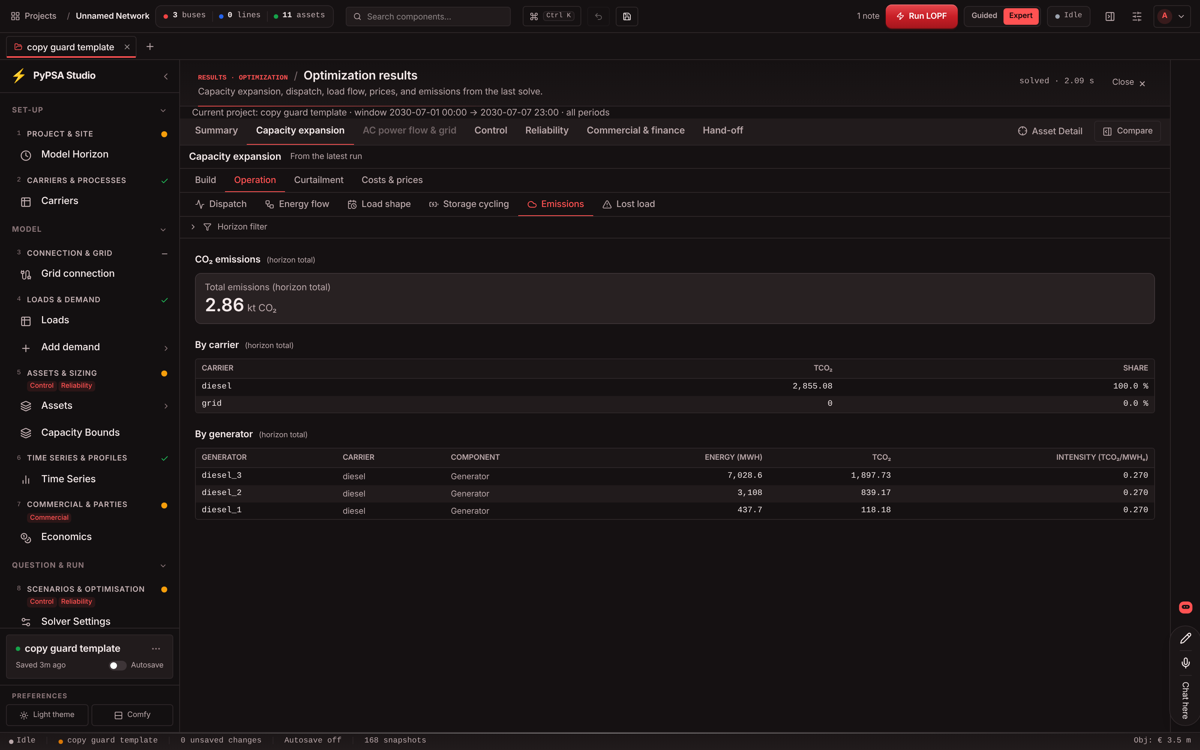 Projects / Unnamed Network 3 buses 0 lines 11 assets Search components... ⌘ Ctrl K 1 note Run LOPF Guided Expert Idle A
copy guard template × +
PyPSA Studio
SET-UP
1 PROJECT & SITE
Model Horizon
2 CARRIERS & PROCESSES
Carriers
MODEL
3 CONNECTION & GRID
Grid connection
4 LOADS & DEMAND
Loads
Add demand
5 ASSETS & SIZING
Control Reliability
Assets
Capacity Bounds
6 TIME SERIES & PROFILES
Time Series
7 COMMERCIAL & PARTIES
Commercial
Economics
QUESTION & RUN
8 SCENARIOS & OPTIMISATION
Control Reliability
Solver Settings
copy guard template ...
Saved 3m ago Autosave
PREFERENCES
Light theme Comfy
RESULTS · OPTIMIZATION / Optimization results
Capacity expansion, dispatch, load flow, prices, and emissions from the last solve.
solved · 2.09 s Close ×
Current project: copy guard template · window 2030-07-01 00:00 → 2030-07-07 23:00 · all periods
Summary Capacity expansion AC power flow & grid Control Reliability Commercial & finance Hand-off Asset Detail Compare
Capacity expansion From the latest run
Build Operation Curtailment Costs & prices
Dispatch Energy flow Load shape Storage cycling Emissions Lost load
Horizon filter
CO₂ emissions (horizon total)
Total emissions (horizon total)
2.86 kt CO₂
By carrier (horizon total)
CARRIER TCO₂ SHARE
diesel 2,855.08 100.0 %
grid 0 0.0 %
By generator (horizon total)
GENERATOR CARRIER COMPONENT ENERGY (MWH) TCO₂ INTENSITY (TCO₂/MWHₑ)
diesel_3 diesel Generator 7,028.6 1,897.73 0.270
diesel_2 diesel Generator 3,108 839.17 0.270
diesel_1 diesel Generator 437.7 118.18 0.270
Chat here
Idle copy guard template 0 unsaved changes Autosave off 168 snapshots Obj: € 3.5 m